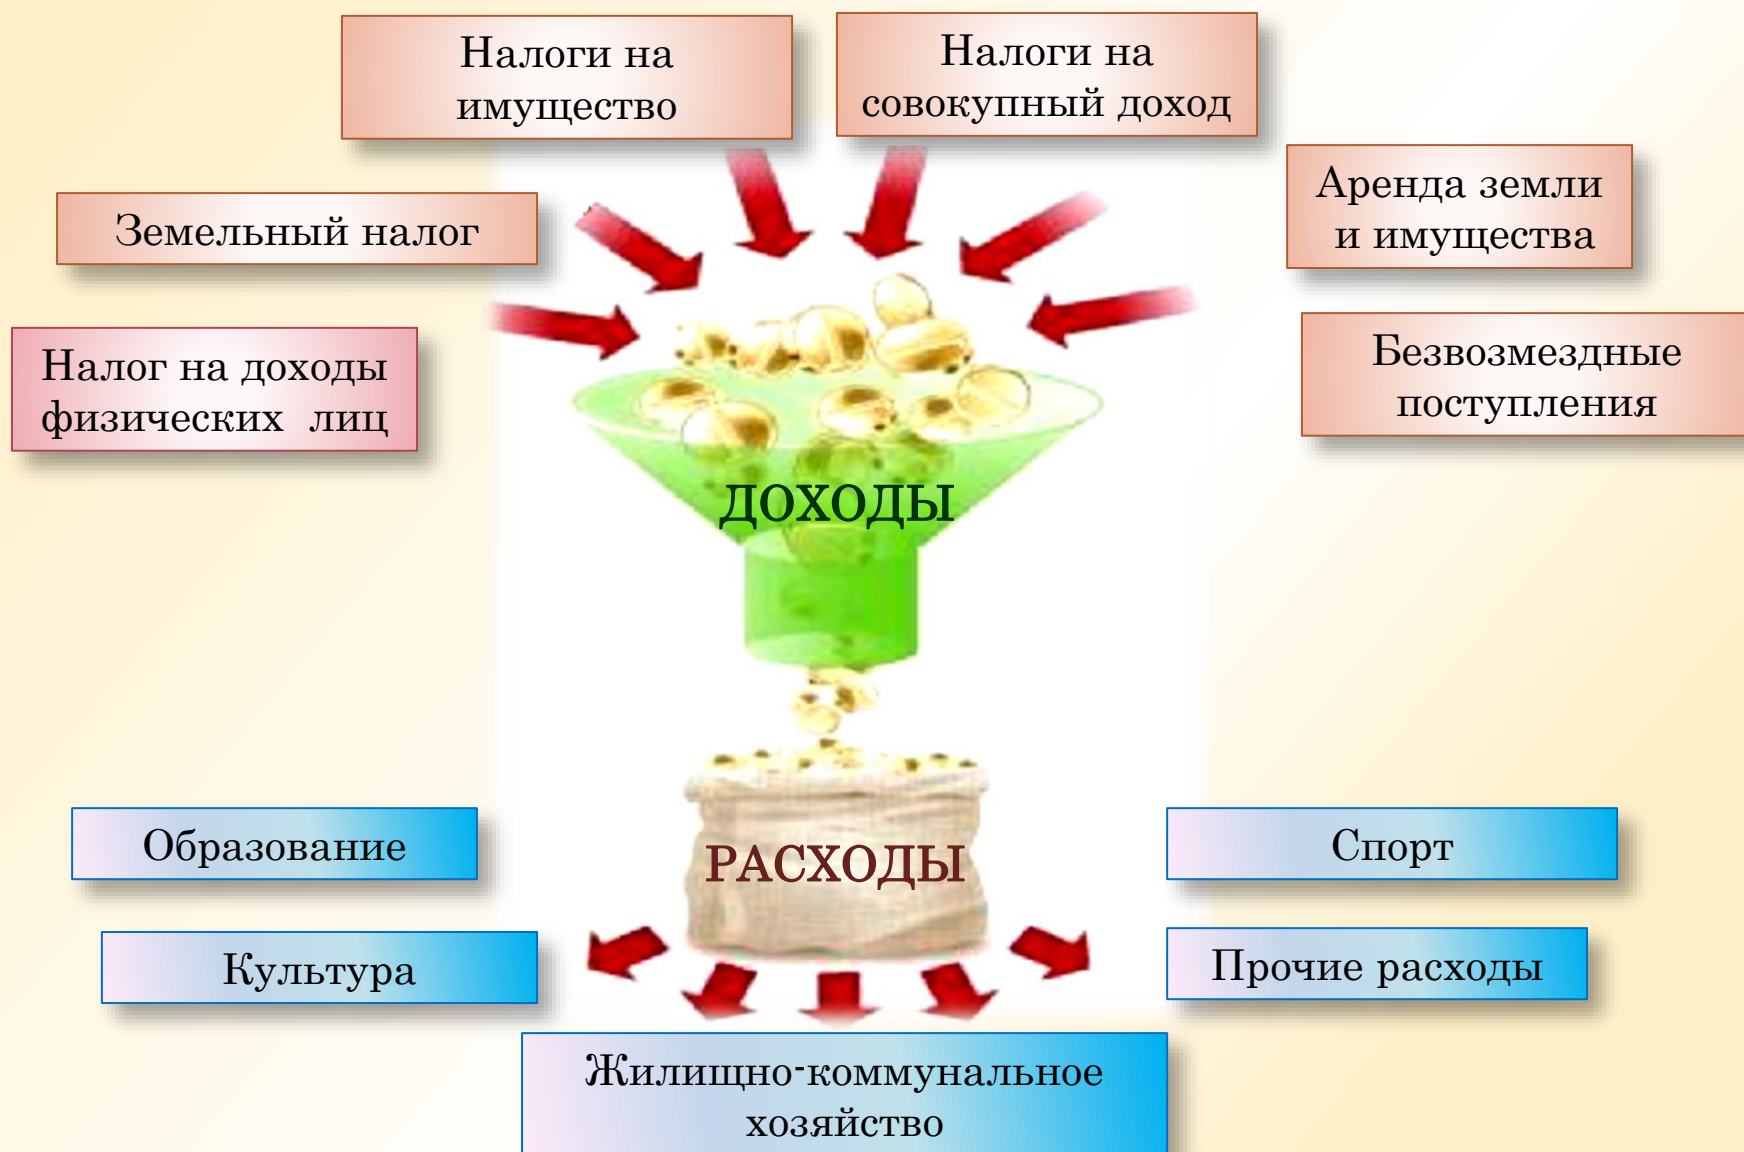 Налоги на
имущество
Налоги на
совокупный доход
Земельный налог
Аренда земли
и имущества
Налог на доходы
физических лиц
Безвозмездные
поступления
ДОХОДЫ
РАСХОДЫ
Образование
Спорт
Культура
Прочие расходы
Жилищно-коммунальное
хозяйство